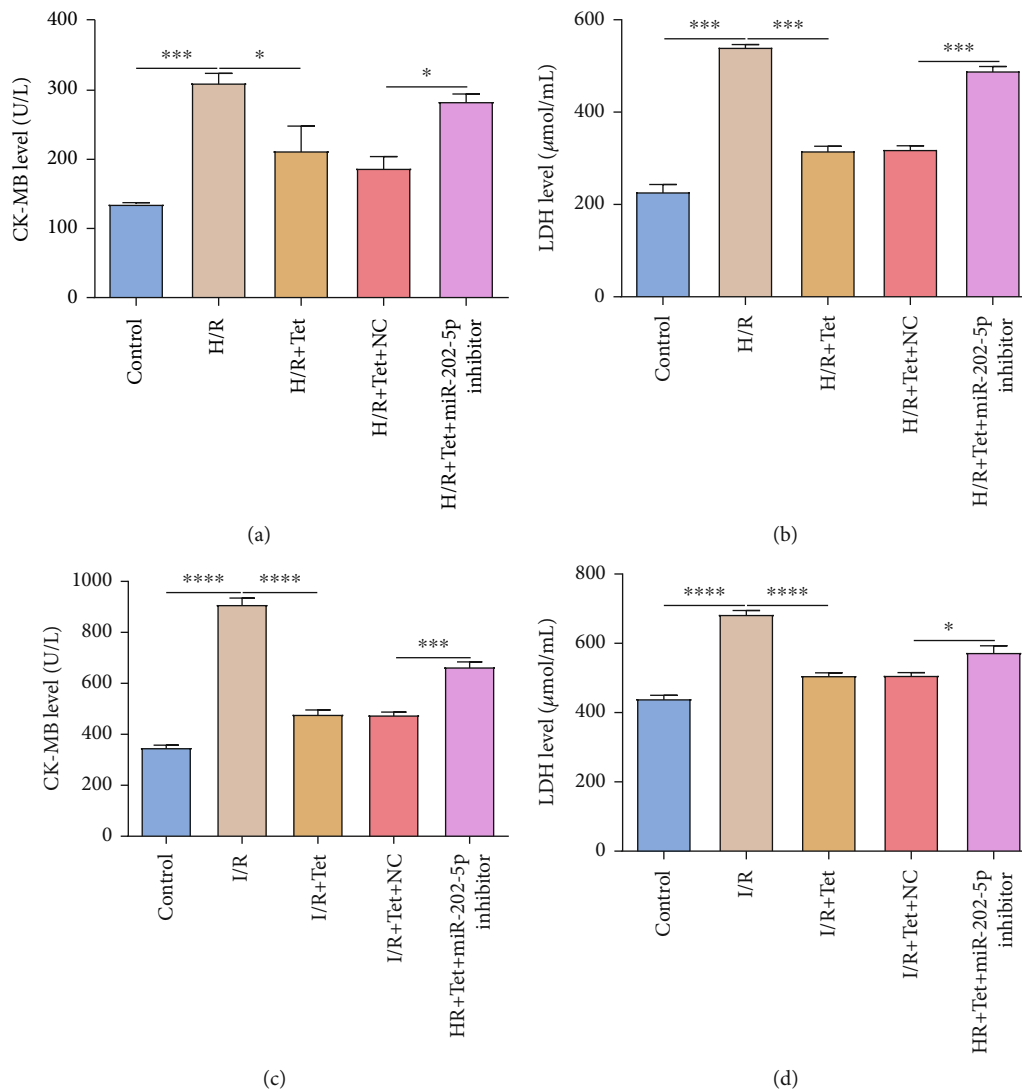 CK-MB level (U/L)
400
300
200
100
0
***
*
*
Control
H/R
H/R+Tet
H/R+Tet+NC
H/R+Tet+miR-202-5p
inhibitor
(a)
LDH level (μmol/mL)
600
400
200
0
***
***
***
Control
H/R
H/R+Tet
H/R+Tet+NC
H/R+Tet+miR-202-5p
inhibitor
(b)
CK-MB level (U/L)
1000
800
600
400
200
0
****
****
***
Control
I/R
I/R+Tet
I/R+Tet+NC
HR+Tet+miR-202-5p
inhibitor
(c)
LDH level (μmol/mL)
800
600
400
200
0
****
****
*
Control
I/R
I/R+Tet
I/R+Tet+NC
HR+Tet+miR-202-5p
inhibitor
(d)